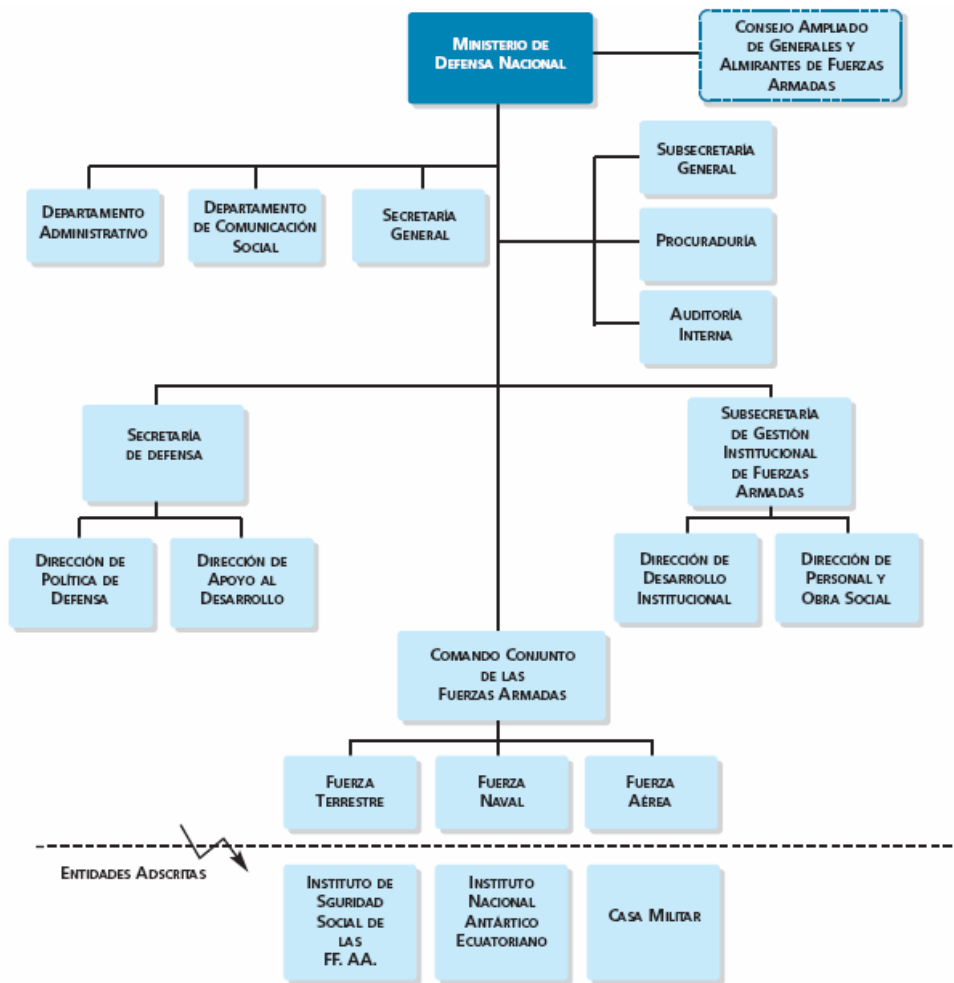 MINISTERIO DE
DEFENSA NACIONAL
CONSEJO AMPLIADO
DE GENERALES Y
ALMIRANTES DE FUERZAS
ARMADAS
SUBSECRETARÍA
GENERAL
DEPARTAMENTO
ADMINISTRATIVO
DEPARTAMENTO
DE COMUNICACIÓN
SOCIAL
SECRETARÍA
GENERAL
PROCURADURÍA
AUDITORÍA
INTERNA
SECRETARÍA
DE DEFENSA
SUBSECRETARÍA
DE GESTIÓN
INSTITUCIONAL
DE FUERZAS
ARMADAS
DIRECCIÓN DE
POLÍTICA DE
DEFENSA
DIRECCIÓN DE
APOYO AL
DESARROLLO
DIRECCIÓN DE
DESARROLLO
INSTITUCIONAL
DIRECCIÓN DE
PERSONAL Y
OBRA SOCIAL
COMANDO CONJUNTO
DE LAS
FUERZAS ARMADAS
FUERZA
TERRESTRE
FUERZA
NAVAL
FUERZA
AÉREA
ENTIDADES ADSCRITAS
INSTITUTO DE
SGURIDAD
SOCIAL DE
LAS
FF. AA.
INSTITUTO
NACIONAL
ANTÁRTICO
ECUATORIANO
CASA MILITAR